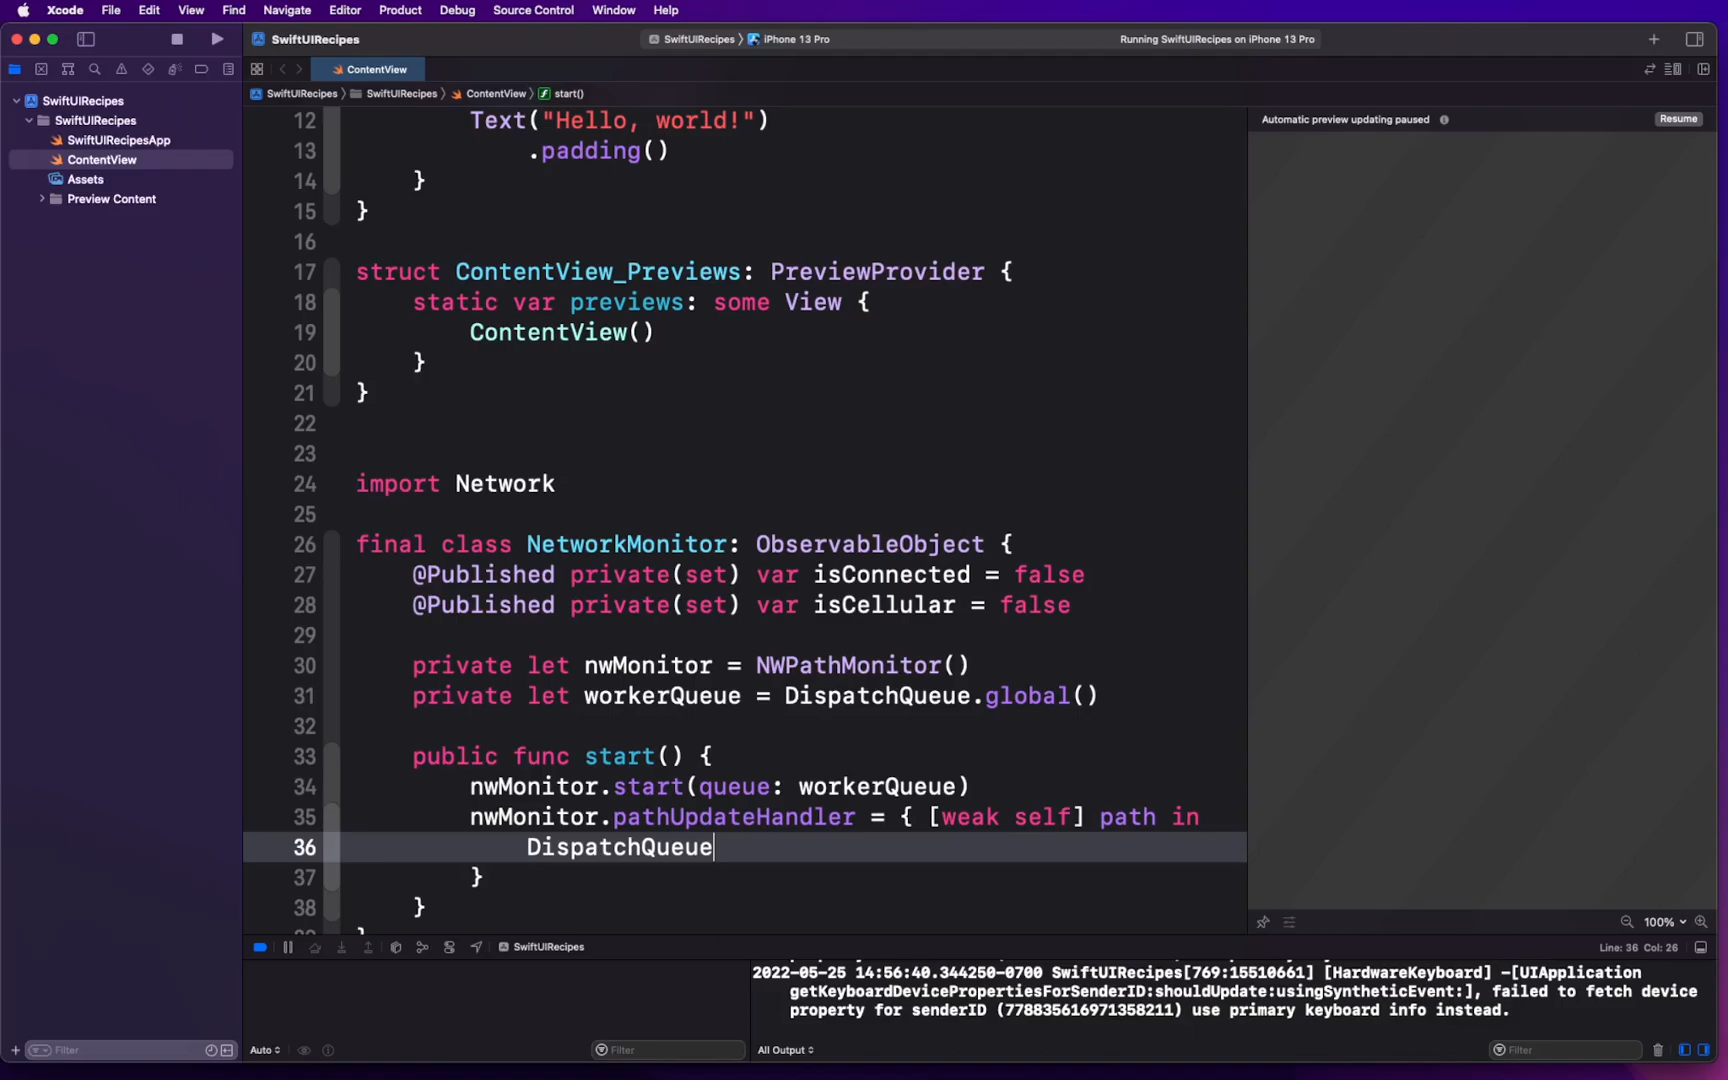 Xcode File Edit View Find Navigate Editor Product Debug Source Control Window Help
SwiftUIRecipes
SwiftUIRecipes iPhone 13 Pro
Running SwiftUIRecipes on iPhone 13 Pro
ContentView
SwiftUIRecipes
SwiftUIRecipes
SwiftUIRecipesApp
ContentView
Assets
Preview Content
SwiftUIRecipes SwiftUIRecipes ContentView start()
Automatic preview updating paused
Resume
12 Text("Hello, world!")
13 .padding()
14 }
15 }
16
17 struct ContentView_Previews: PreviewProvider {
18 static var previews: some View {
19 ContentView()
20 }
21 }
22
23
24 import Network
25
26 final class NetworkMonitor: ObservableObject {
27 @Published private(set) var isConnected = false
28 @Published private(set) var isCellular = false
29
30 private let nwMonitor = NWPathMonitor()
31 private let workerQueue = DispatchQueue.global()
32
33 public func start() {
34 nwMonitor.start(queue: workerQueue)
35 nwMonitor.pathUpdateHandler = { [weak self] path in
36 DispatchQueue
37 }
38 }
100%
SwiftUIRecipes
Line: 36 Col: 26
2022-05-25 14:56:40.344250-0700 SwiftUIRecipes[769:15510661] [HardwareKeyboard] -[UIApplication
getKeyboardDevicePropertiesForSenderID:shouldUpdate:usingSyntheticEvent:], failed to fetch device
property for senderID (778835616971358211) use primary keyboard info instead.
Filter
Auto
Filter
All Output
Filter